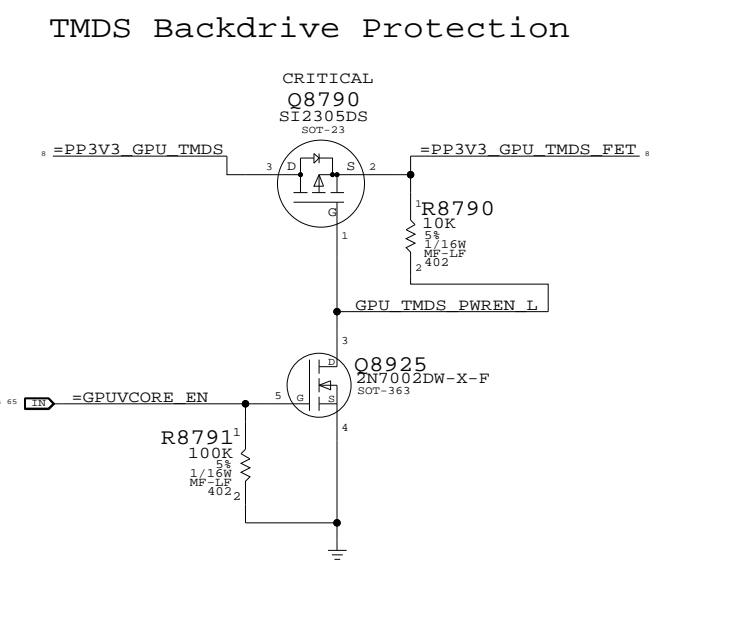 TMDS Backdrive Protection
CRITICAL
Q8790
SI2305DS
SOT-23
8 =PP3V3_GPU_TMDS
=PP3V3_GPU_TMDS_FET 8
3 D S 2
G
1
1 R8790
10K
5%
1/16W
MF-LF
2 402
GPU_TMDS_PWREN_L
3
D
Q8925
2N7002DW-X-F
SOT-363
65 IN =GPUVCORE_EN
5 G S
4
R8791 1
100K
5%
1/16W
MF-LF
402 2